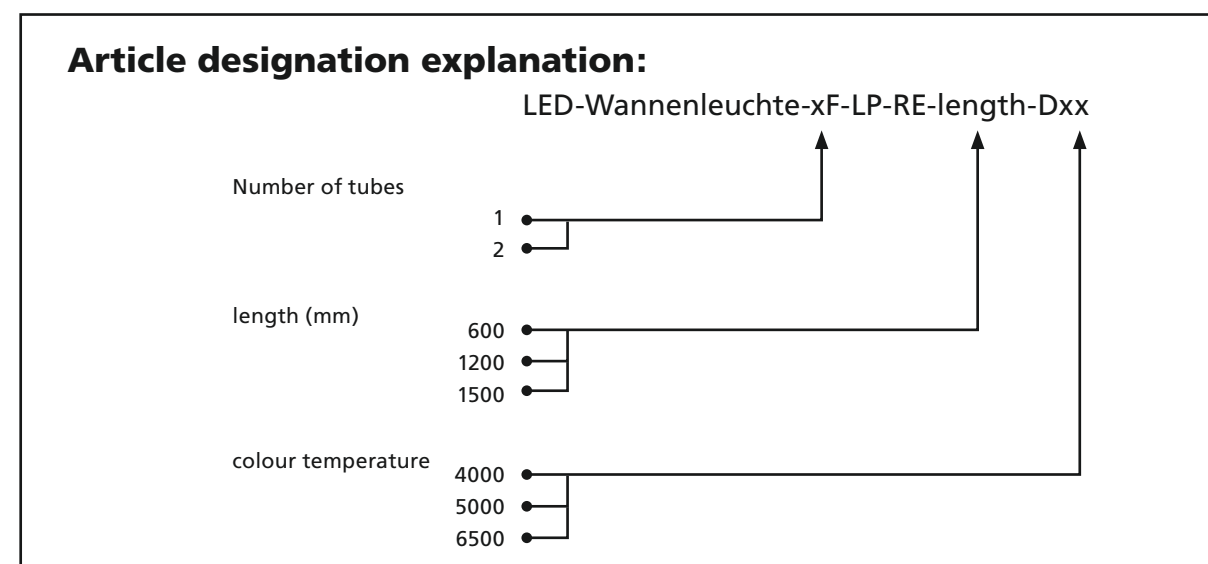 Article designation explanation:
LED-Wannenleuchte-xF-LP-RE-length-Dxx
Number of tubes
1
2
length (mm)
600
1200
1500
colour temperature
4000
5000
6500